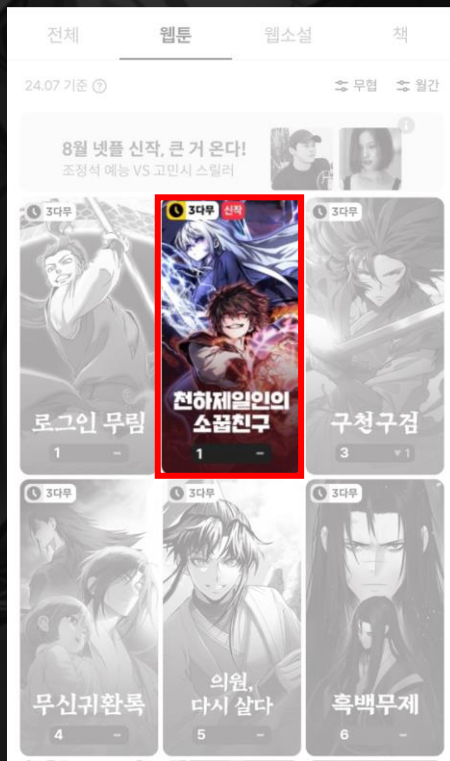 전체 웹툰 웹소설 책
24.07 기준 ? 무협 월간
8월 넷플 신작, 큰 거 온다!
조정석 예능 VS 고민시 스릴러
3다무
로그인 무림
1 -
3다무 신작
천하제일인의
소꿉친구
1 -
3다무
구천구검
3 ▼ 1
3다무
무신귀환록
4 -
3다무
의원,
다시 살다
5 -
3다무
흑백무제
6 -